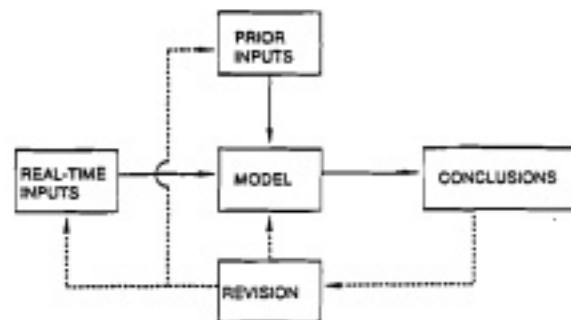 PRIOR
INPUTS
REAL-TIME
INPUTS
MODEL
CONCLUSIONS
REVISION